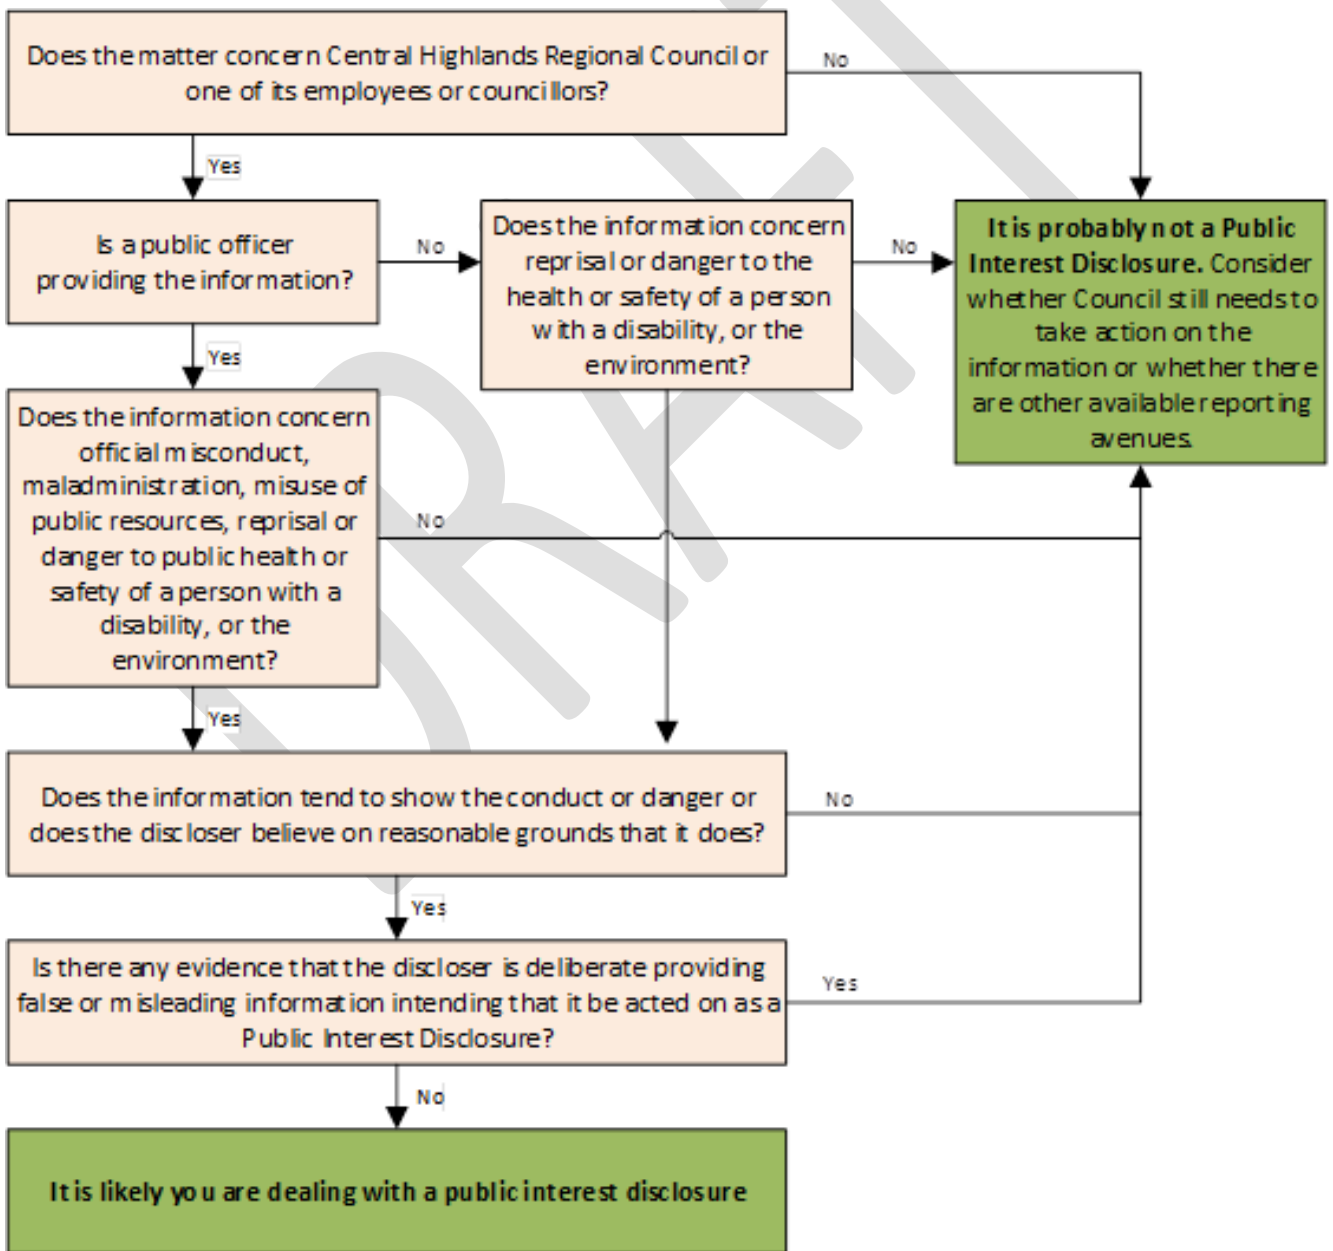 Does the matter concern Central Highlands Regional Council or
one of its employees or councillors?
No
Yes
Is a public officer
providing the information?
No
Does the information concern
reprisal or danger to the
health or safety of a person
with a disability, or the
environment?
No
It is probably not a Public
Interest Disclosure. Consider
whether Council still needs to
take action on the
information or whether there
are other available reporting
avenues.
Yes
Does the information concern
official misconduct,
maladministration, misuse of
public resources, reprisal or
danger to public health or
safety of a person with a
disability, or the
environment?
No
Yes
Does the information tend to show the conduct or danger or
does the discloser believe on reasonable grounds that it does?
No
Yes
Is there any evidence that the discloser is deliberate providing
false or misleading information intending that it be acted on as a
Public Interest Disclosure?
Yes
No
It is likely you are dealing with a public interest disclosure
DRAFT